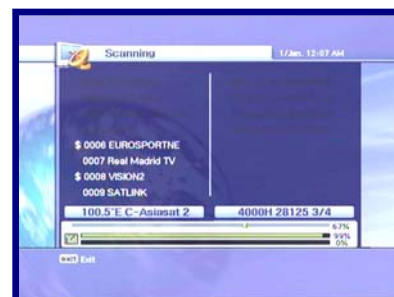 Scanning
1/Jan. 12:07 AM
$ 0006 EUROSPORTNE
0007 Real Madrid TV
$ 0008 VISION2
0009 SATLINK
100.5°E C-Asiasat 2
4000H 28125 3/4
67%
99%
0%
EXIT Exit